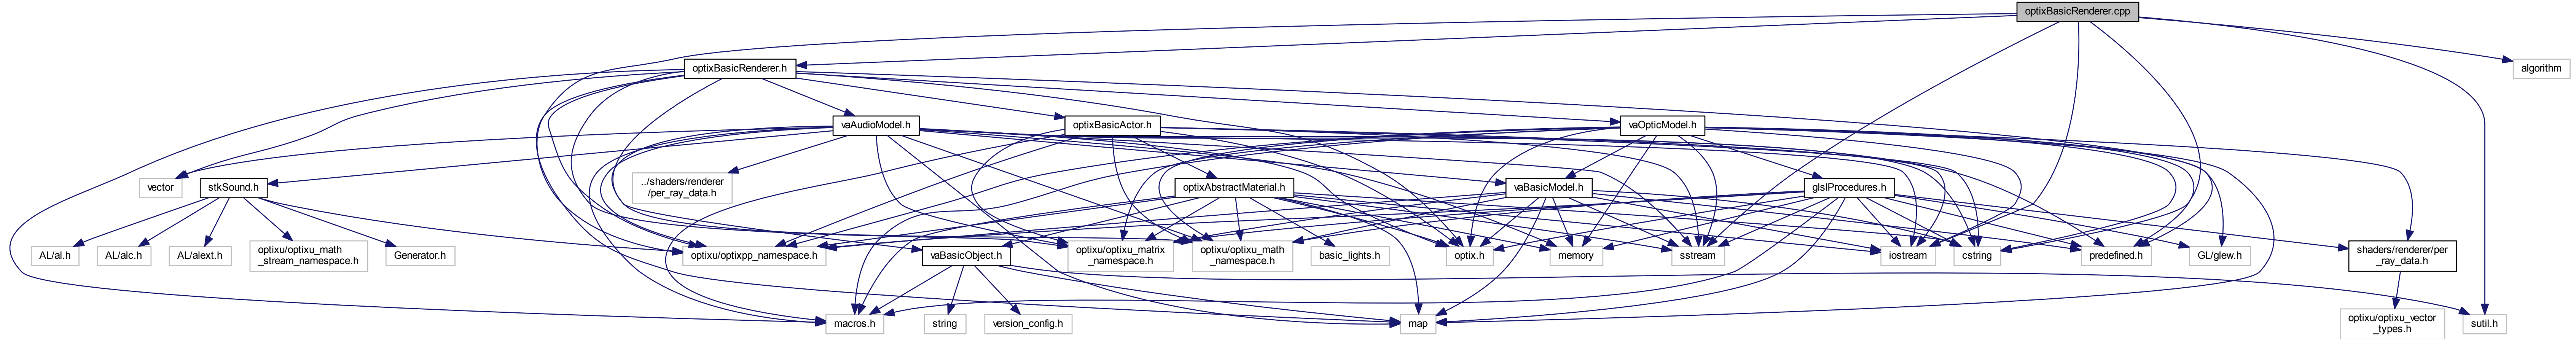 optixBasicRenderer.cpp
optixBasicRenderer.h
algorithm
vaAudioModel.h
optixBasicActor.h
vaOpticModel.h
vector
stkSound.h
../shaders/renderer
/per_ray_data.h
optixAbstractMaterial.h
vaBasicModel.h
glslProcedures.h
AL/al.h
AL/alc.h
AL/alext.h
optixu/optixu_math
_stream_namespace.h
Generator.h
optixu/optixpp_namespace.h
vaBasicObject.h
optixu/optixu_matrix
_namespace.h
optixu/optixu_math
_namespace.h
basic_lights.h
optix.h
memory
sstream
iostream
cstring
predefined.h
GL/glew.h
shaders/renderer/per
_ray_data.h
macros.h
string
version_config.h
map
optixu/optixu_vector
_types.h
sutil.h